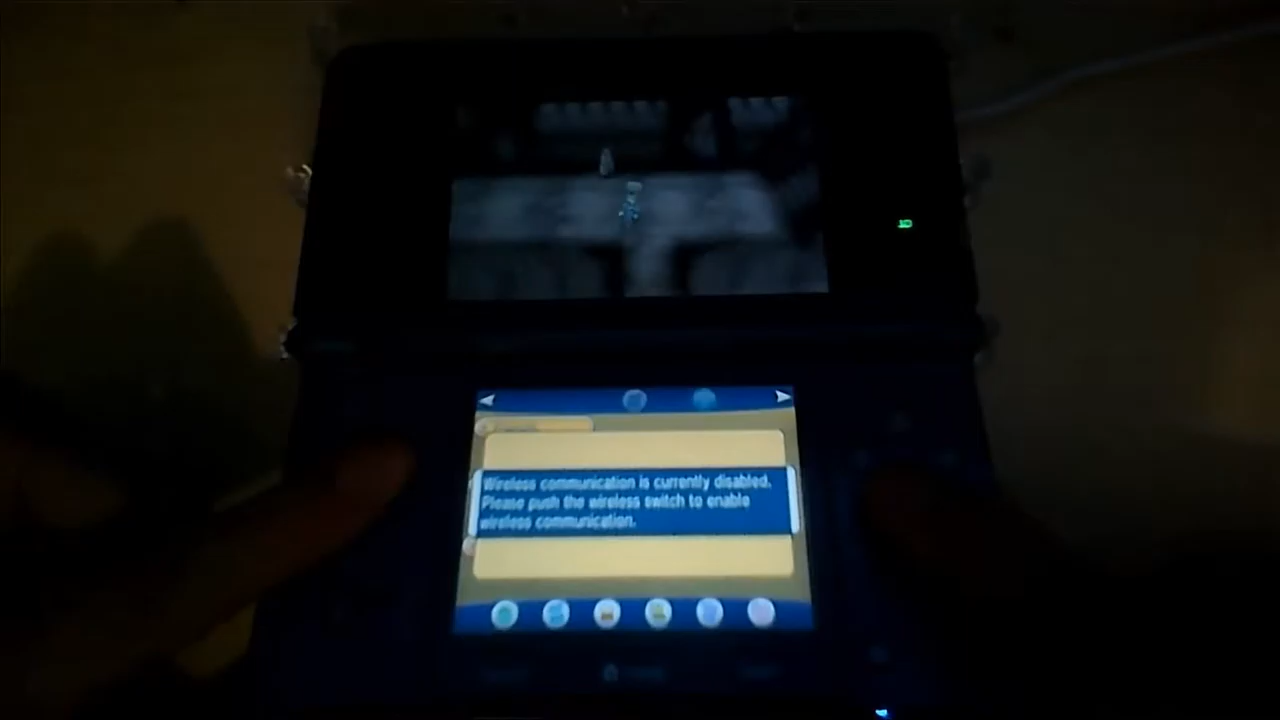 Wireless communication is currently disabled.
Please push the wireless switch to enable
wireless communication.